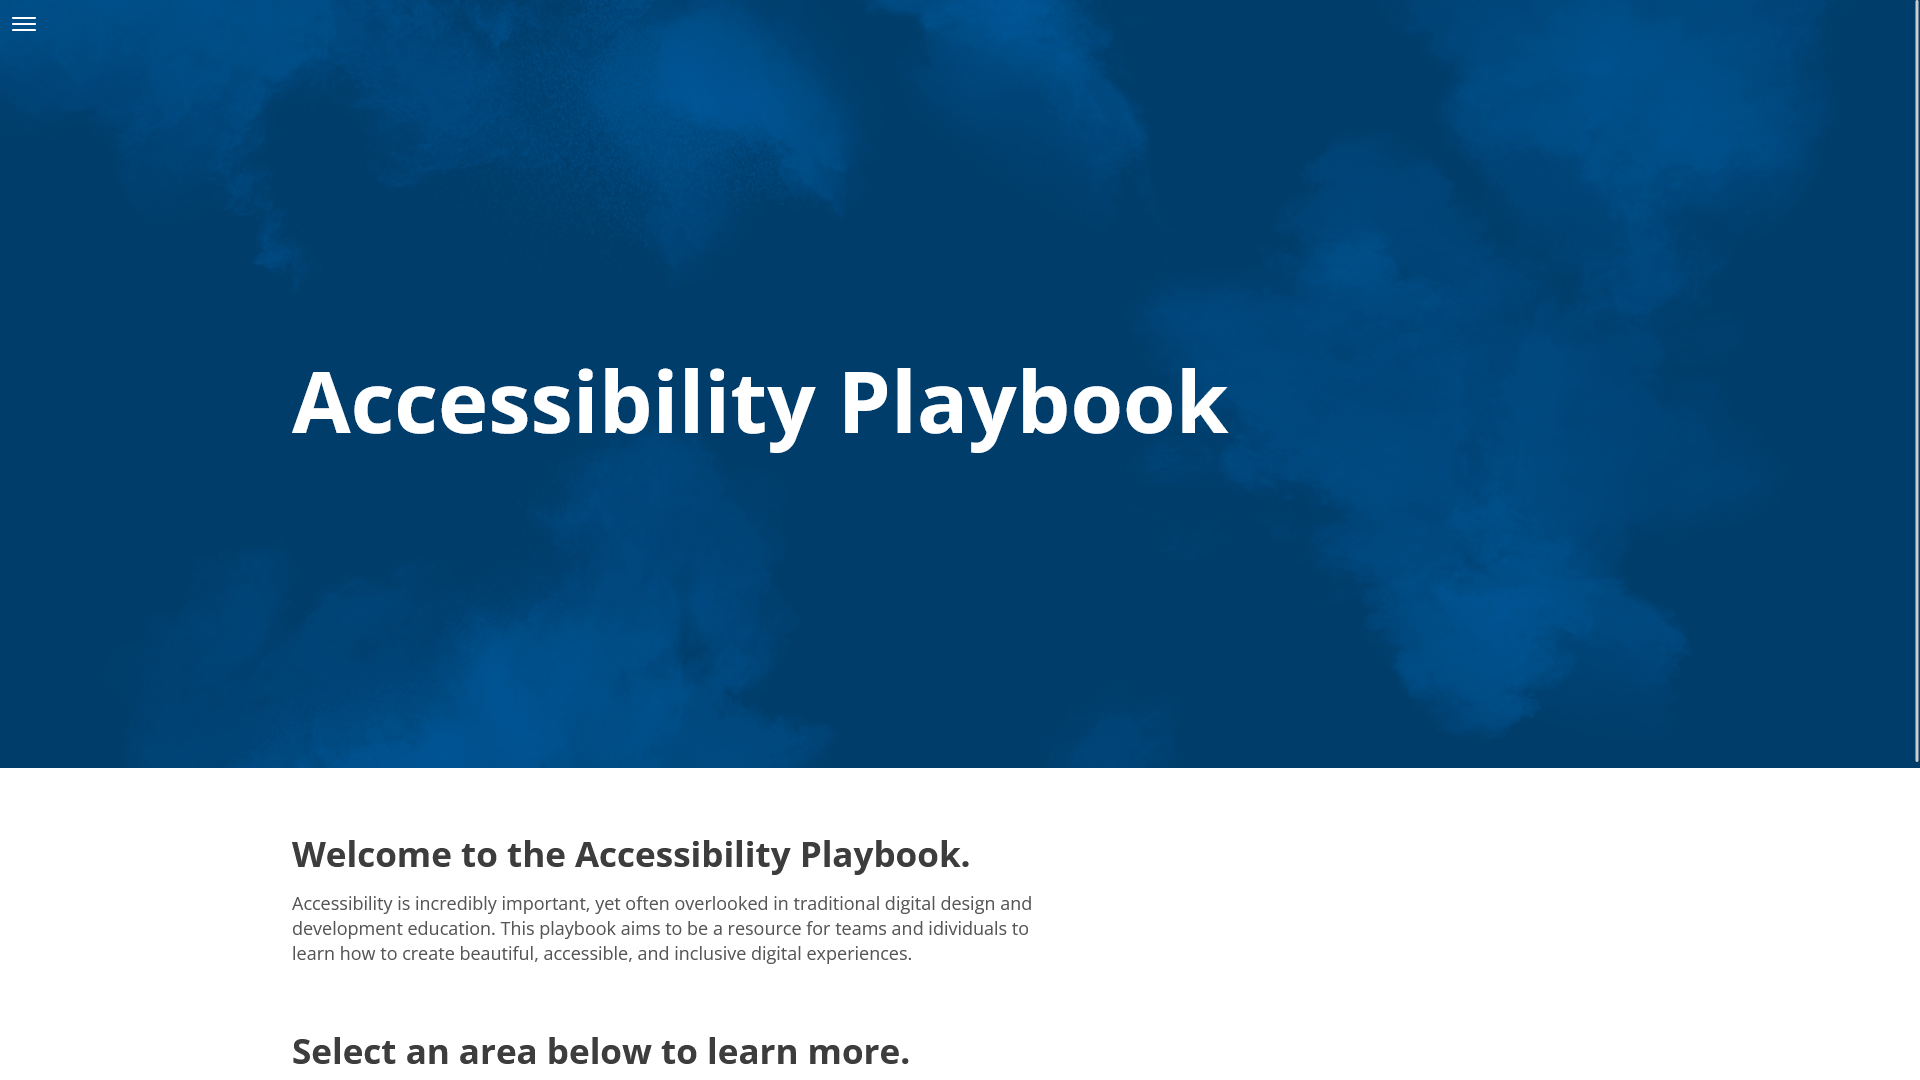 Accessibility Playbook
Welcome to the Accessibility Playbook.
Accessibility is incredibly important, yet often overlooked in traditional digital design and
development education. This playbook aims to be a resource for teams and idividuals to
learn how to create beautiful, accessible, and inclusive digital experiences.
Select an area below to learn more.